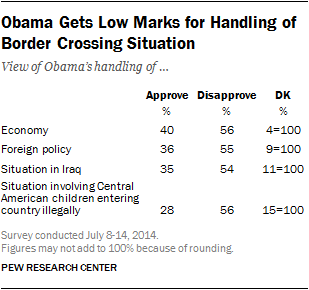 Obama Gets Low Marks for Handling of
Border Crossing Situation
View of Obama's handling of ...
Approve Disapprove DK
% % %
Economy 40 56 4=100
Foreign policy 36 55 9=100
Situation in Iraq 35 54 11=100
Situation involving Central
American children entering
country illegally 28 56 15=100
Survey conducted July 8-14, 2014.
Figures may not add to 100% because of rounding.
PEW RESEARCH CENTER